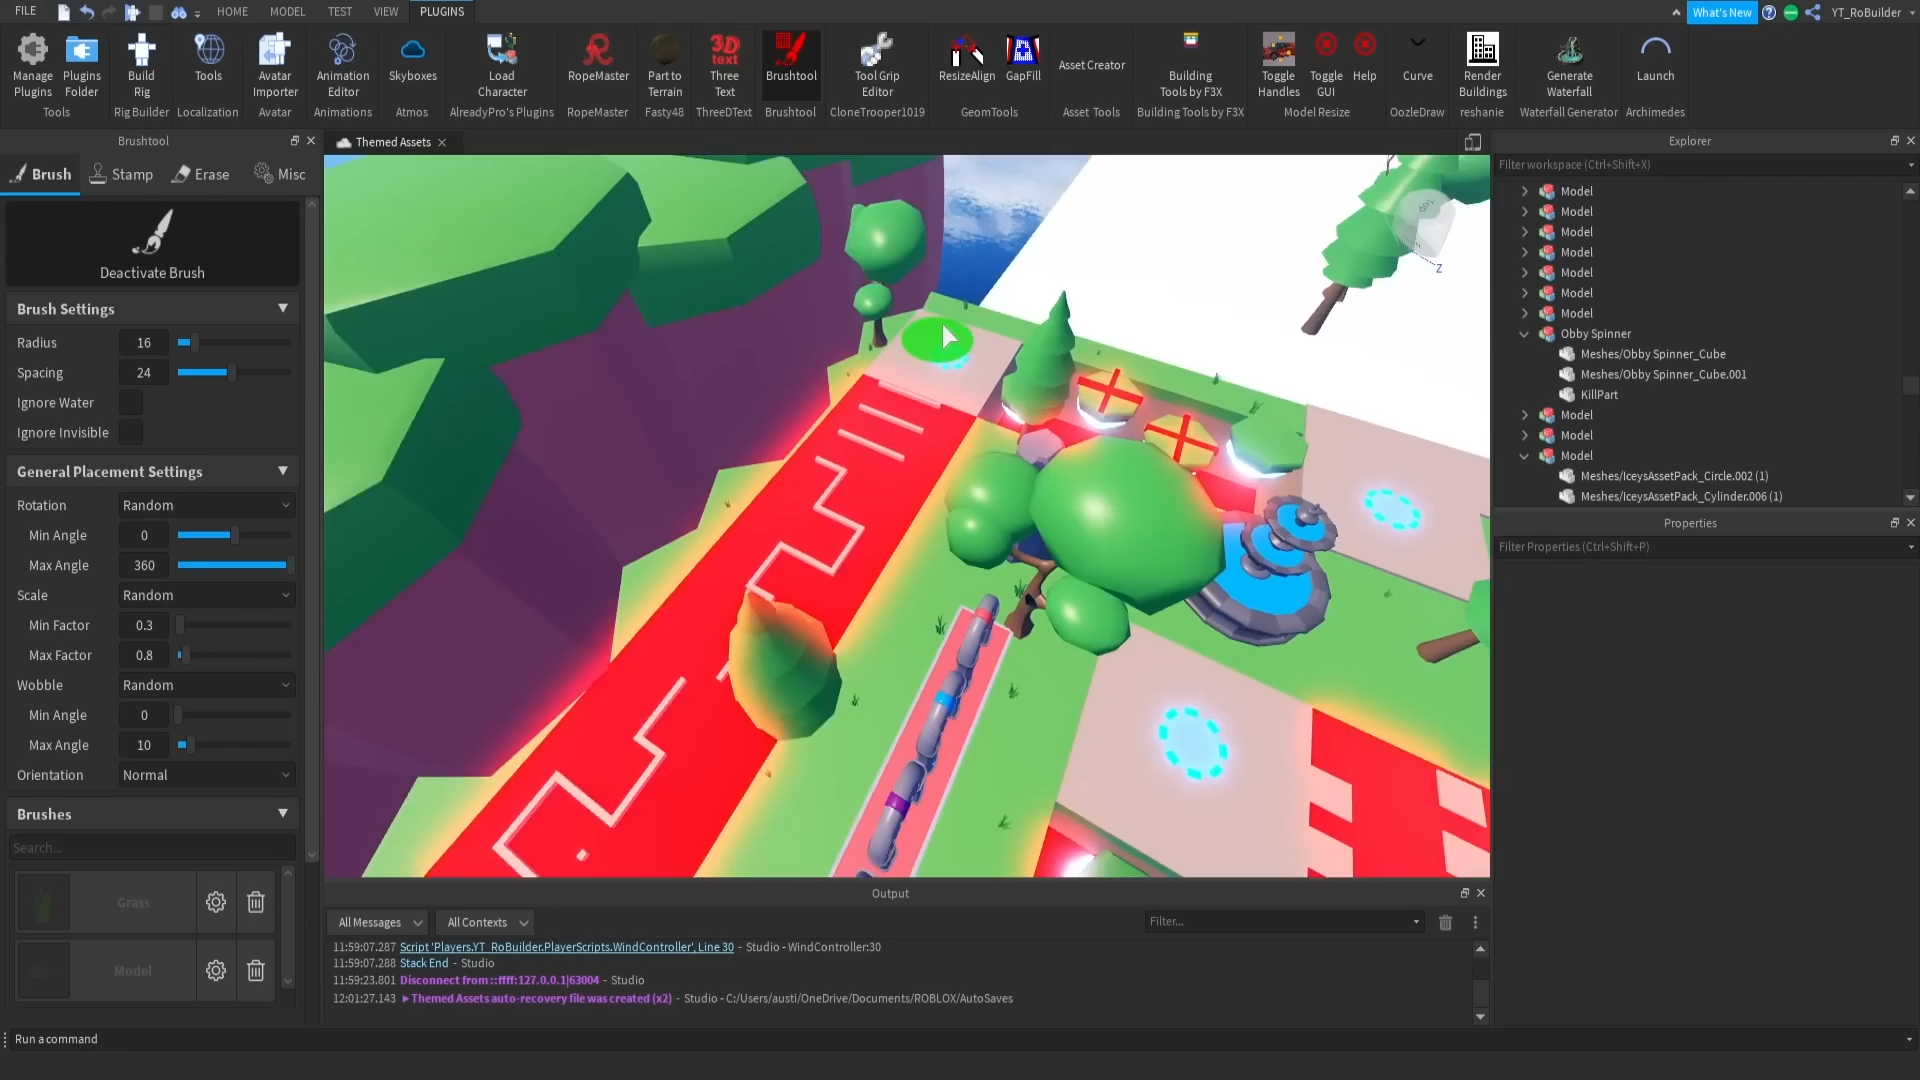 FILE
HOME
MODEL
TEST
VIEW
PLUGINS
What's New
YT_RoBuilder
Manage Plugins
Plugins Folder
Build Rig
Tools
Avatar Importer
Animation Editor
Skyboxes
Load Character
RopeMaster
Part to Terrain
Three Text
3D text
Brushtool
Tool Grip Editor
ResizeAlign
GapFill
Asset Creator
Building Tools by F3X
Toggle Handles
Toggle GUI
Help
Curve
Render Buildings
Generate Waterfall
Launch
Tools
Rig Builder
Localization
Avatar
Animations
Atmos
AlreadyPro's Plugins
RopeMaster
Fasty48
ThreeDText
Brushtool
CloneTrooper1019
GeomTools
Asset Tools
Building Tools by F3X
Model Resize
OozleDraw
reshanie
Waterfall Generator
Archimedes
Brushtool
Brush
Stamp
Erase
Misc
Deactivate Brush
Brush Settings
Radius 16
Spacing 24
Ignore Water
Ignore Invisible
General Placement Settings
Rotation Random
Min Angle 0
Max Angle 360
Scale Random
Min Factor 0.3
Max Factor 0.8
Wobble Random
Min Angle 0
Max Angle 10
Orientation Normal
Brushes
Search...
Grass
Model
Themed Assets
Top
Z
Output
All Messages
All Contexts
Filter...
11:59:07.287 Script 'Players.YT_RoBuilder.PlayerScripts.WindController', Line 30 - Studio - WindController:30
11:59:07.288 Stack End - Studio
11:59:23.801 Disconnect from ::ffff:127.0.0.1|63004 - Studio
12:01:27.143 Themed Assets auto-recovery file was created (x2) - Studio - C:/Users/austi/OneDrive/Documents/ROBLOX/AutoSaves
Explorer
Filter workspace (Ctrl+Shift+X)
Model
Model
Model
Model
Model
Model
Model
Obby Spinner
Meshes/Obby Spinner_Cube
Meshes/Obby Spinner_Cube.001
KillPart
Model
Model
Model
Meshes/IceysAssetPack_Circle.002 (1)
Meshes/IceysAssetPack_Cylinder.006 (1)
Properties
Filter Properties (Ctrl+Shift+P)
Run a command